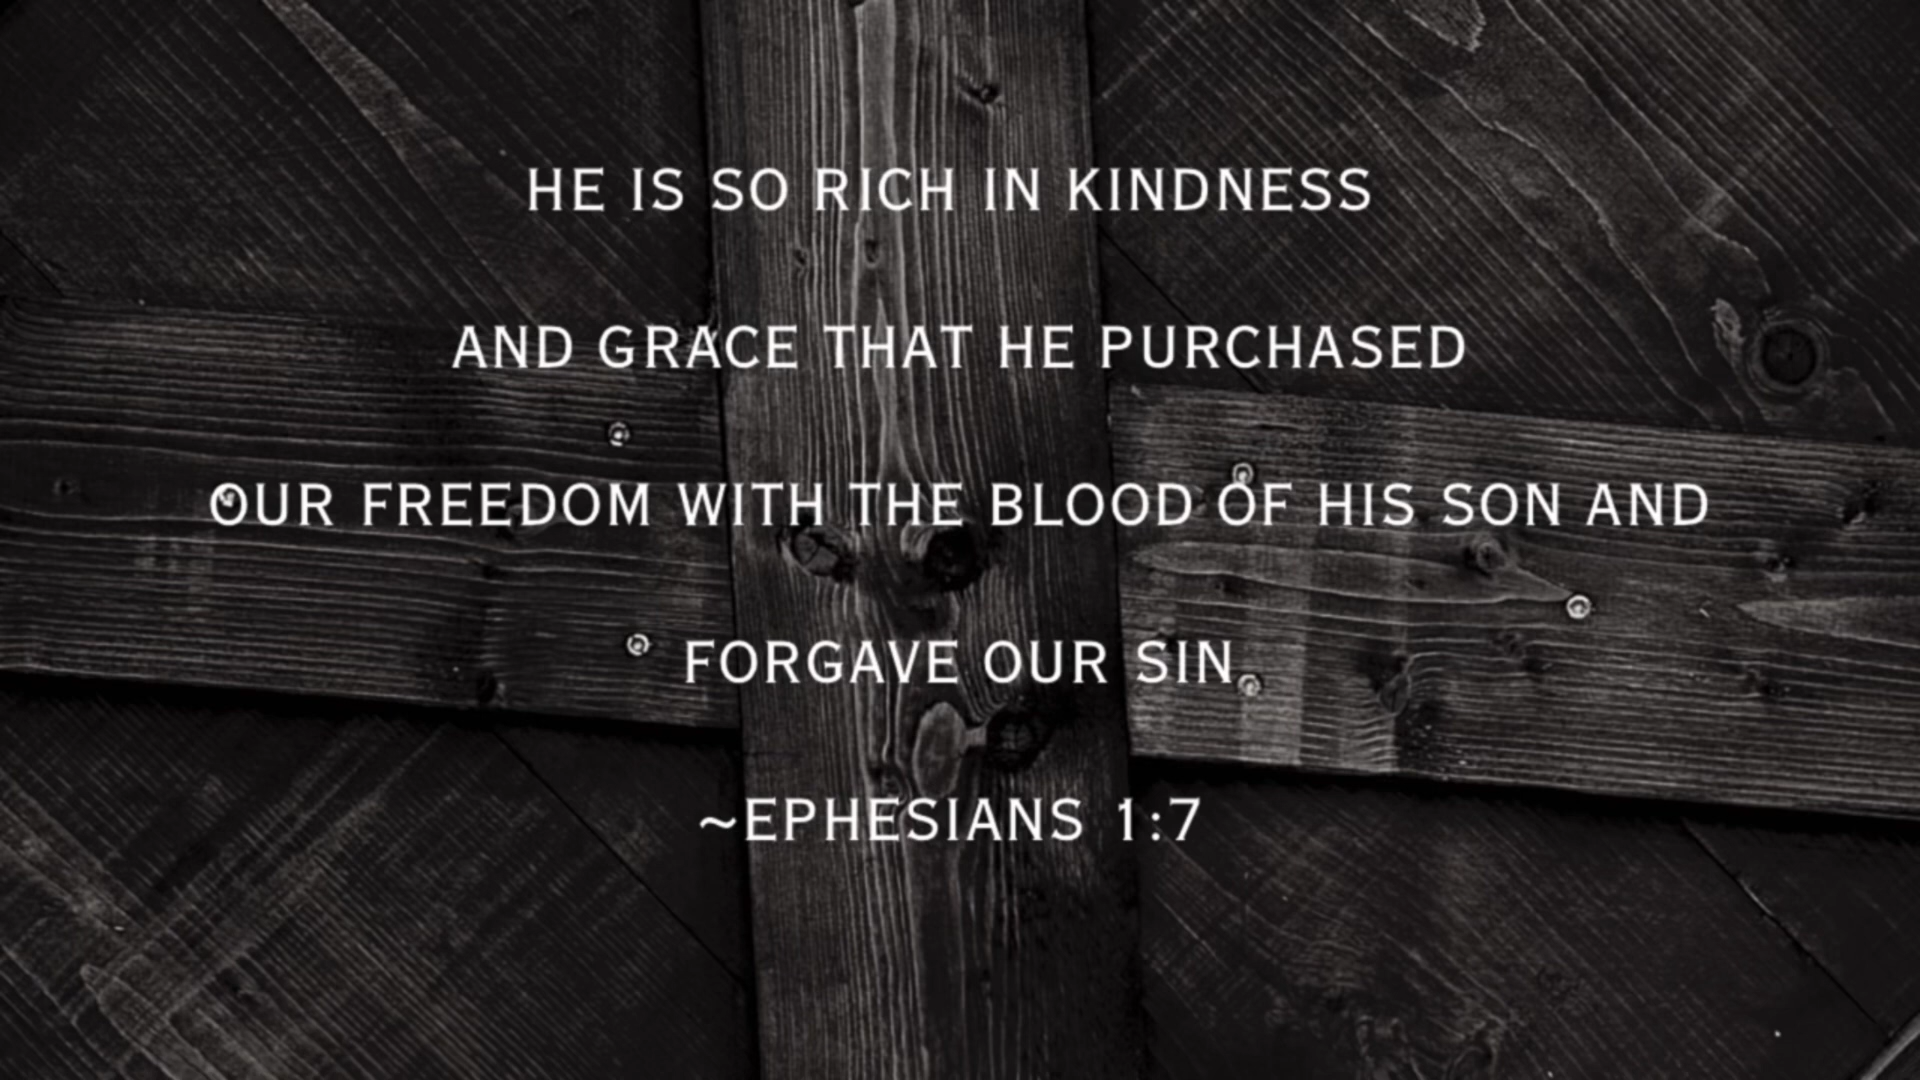 HE IS SO RICH IN KINDNESS
AND GRACE THAT HE PURCHASED
OUR FREEDOM WITH THE BLOOD OF HIS SON AND
FORGAVE OUR SIN
~EPHESIANS 1:7